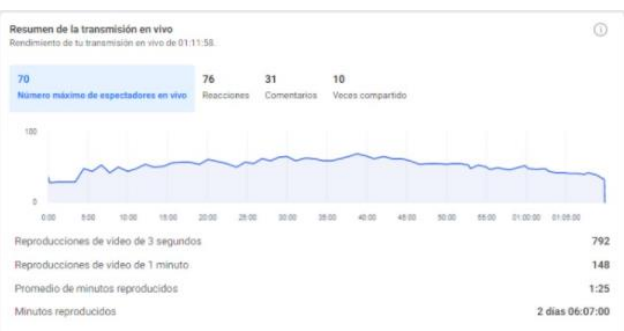 Resumen de la transmisión en vivo
Rendimiento de tu transmisión en vivo de 01:11:58.
70 76 31 10
Número máximo de espectadores en vivo Reacciones Comentarios Veces compartido
100
0
0:00 5:00 10:00 15:00 20:00 25:00 30:00 35:00 40:00 45:00 50:00 55:00 01:00:00 01:05:00
Reproducciones de video de 3 segundos 792
Reproducciones de video de 1 minuto 148
Promedio de minutos reproducidos 1:25
Minutos reproducidos 2 días 06:07:00